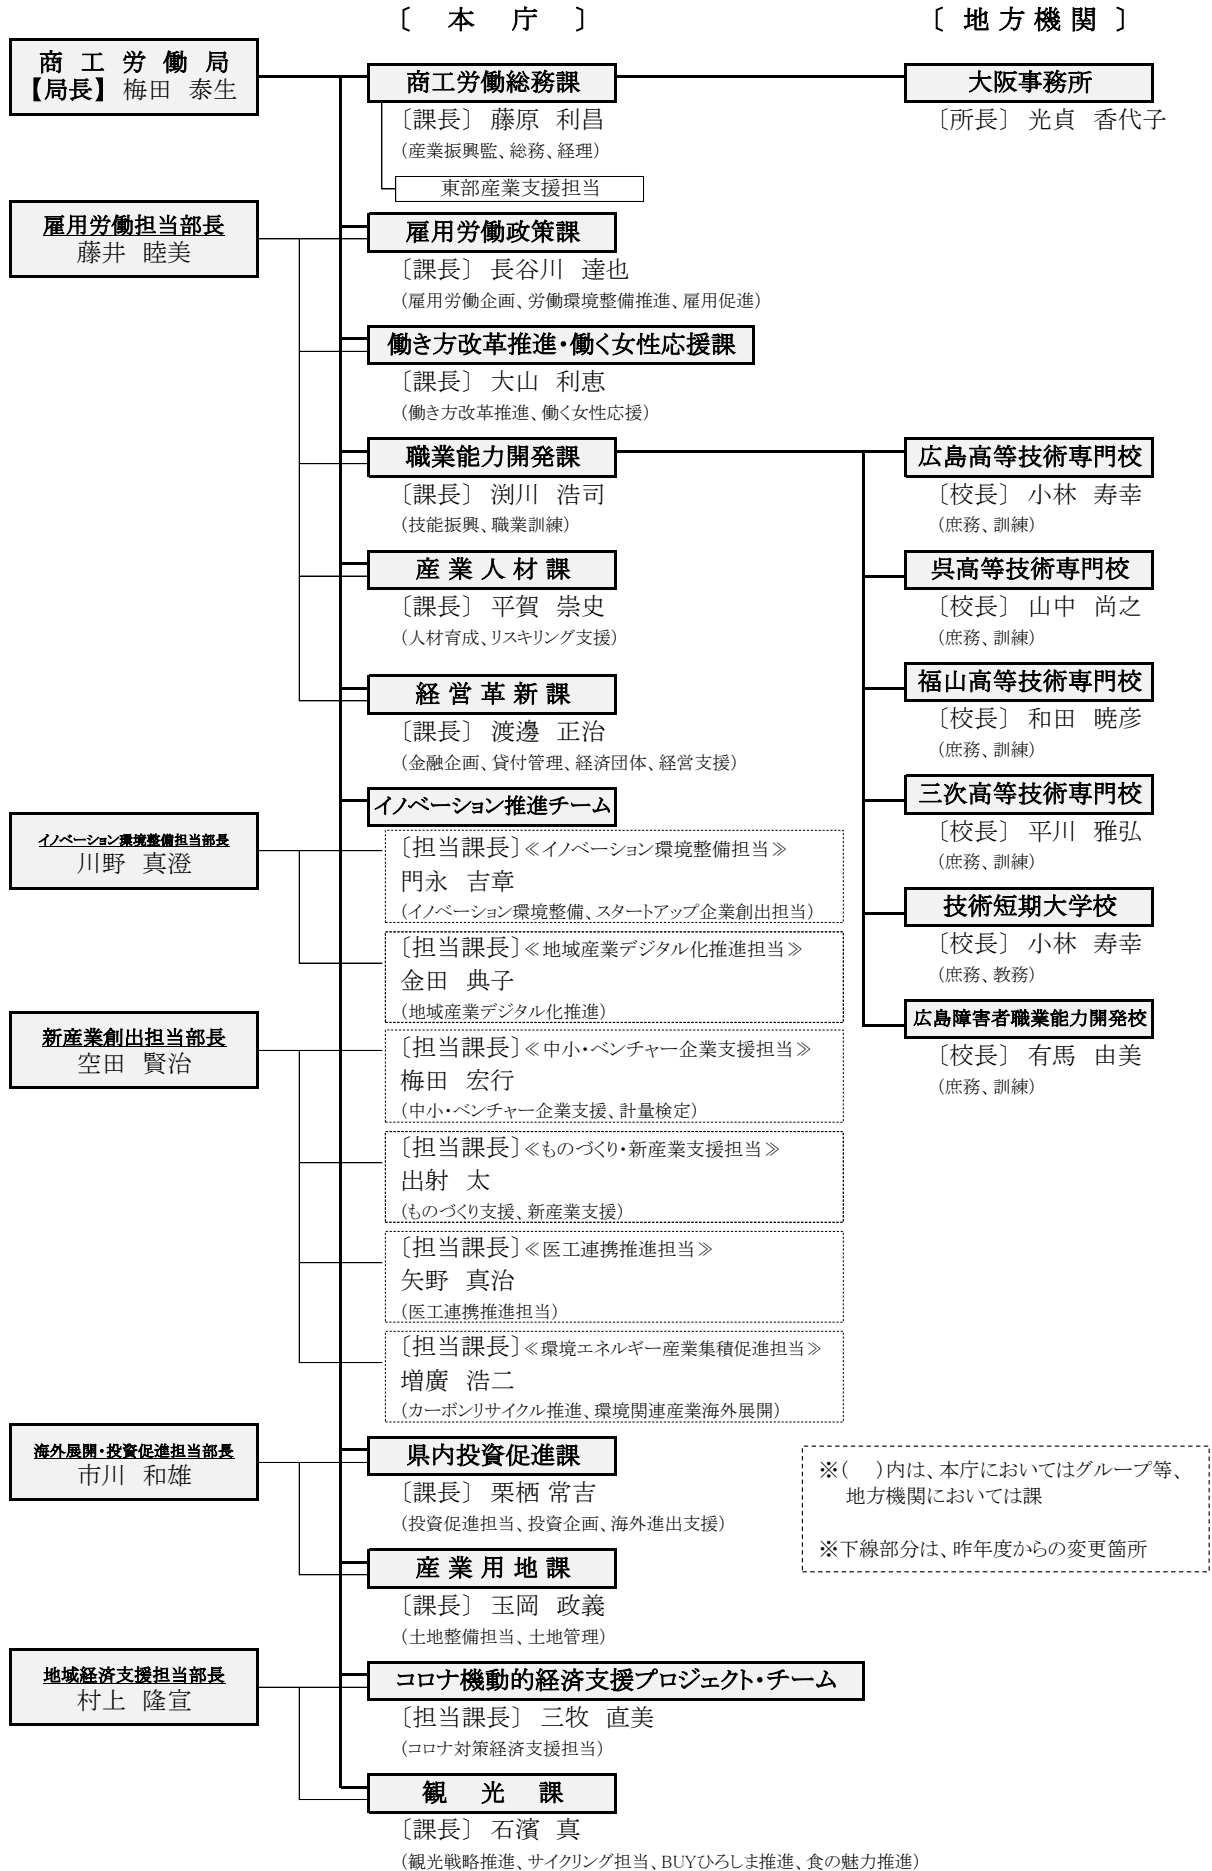 〔 本 庁 〕
〔 地 方 機 関 〕
商 工 労 働 局
【局長】 梅田 泰生
商工労働総務課
〔課長〕 藤原 利昌
(産業振興監、総務、経理)
東部産業支援担当
大阪事務所
〔所長〕 光貞 香代子
雇用労働担当部長
藤井 睦美
雇用労働政策課
〔課長〕 長谷川 達也
(雇用労働企画、労働環境整備推進、雇用促進)
働き方改革推進・働く女性応援課
〔課長〕 大山 利恵
(働き方改革推進、働く女性応援)
職業能力開発課
〔課長〕 渕川 浩司
(技能振興、職業訓練)
広島高等技術専門校
〔校長〕 小林 寿幸
(庶務、訓練)
産 業 人 材 課
〔課長〕 平賀 崇史
(人材育成、リスキリング支援)
呉高等技術専門校
〔校長〕 山中 尚之
(庶務、訓練)
経 営 革 新 課
〔課長〕 渡邊 正治
(金融企画、貸付管理、経済団体、経営支援)
福山高等技術専門校
〔校長〕 和田 暁彦
(庶務、訓練)
イノベーション推進チーム
三次高等技術専門校
〔校長〕 平川 雅弘
(庶務、訓練)
イノベーション環境整備担当部長
川野 真澄
〔担当課長〕≪イノベーション環境整備担当≫
門永 吉章
(イノベーション環境整備、スタートアップ企業創出担当)
技術短期大学校
〔校長〕 小林 寿幸
(庶務、教務)
〔担当課長〕≪地域産業デジタル化推進担当≫
金田 典子
(地域産業デジタル化推進)
広島障害者職業能力開発校
〔校長〕 有馬 由美
(庶務、訓練)
新産業創出担当部長
空田 賢治
〔担当課長〕≪中小・ベンチャー企業支援担当≫
梅田 宏行
(中小・ベンチャー企業支援、計量検定)
〔担当課長〕≪ものづくり・新産業支援担当≫
出射 太
(ものづくり支援、新産業支援)
〔担当課長〕≪医工連携推進担当≫
矢野 真治
(医工連携推進担当)
〔担当課長〕≪環境エネルギー産業集積促進担当≫
増廣 浩二
(カーボンリサイクル推進、環境関連産業海外展開)
海外展開・投資促進担当部長
市川 和雄
県内投資促進課
〔課長〕 栗栖 常吉
(投資促進担当、投資企画、海外進出支援)
※( )内は、本庁においてはグループ等、
地方機関においては課
※下線部分は、昨年度からの変更箇所
産 業 用 地 課
〔課長〕 玉岡 政義
(土地整備担当、土地管理)
地域経済支援担当部長
村上 隆宣
コロナ機動的経済支援プロジェクト・チーム
〔担当課長〕 三牧 直美
(コロナ対策経済支援担当)
観 光 課
〔課長〕 石濱 真
(観光戦略推進、サイクリング担当、BUYひろしま推進、食の魅力推進)